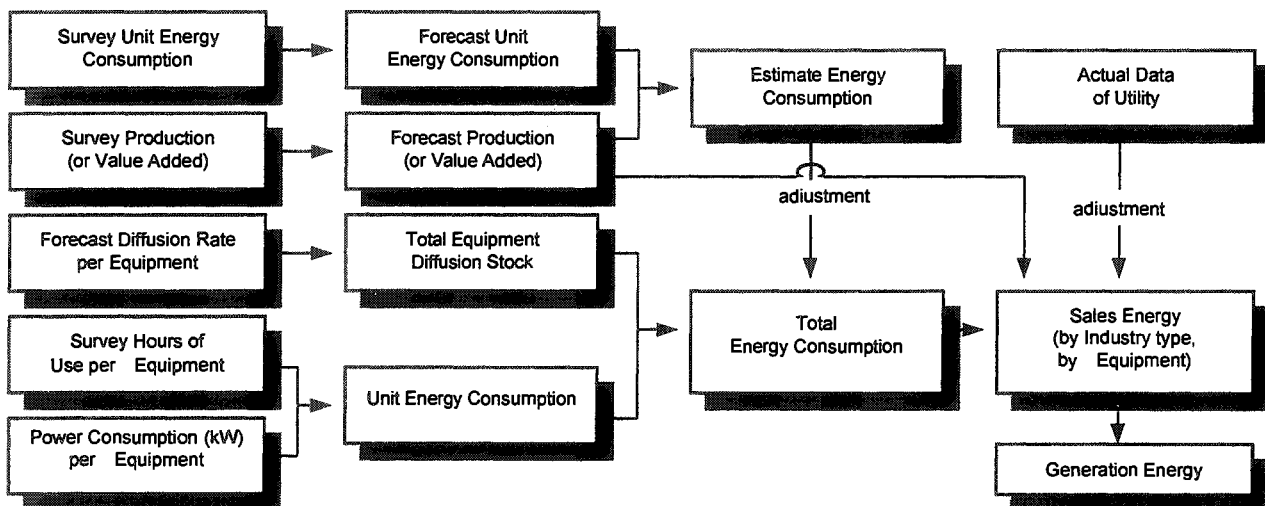 Survey Unit Energy
Consumption
Forecast Unit
Energy Consumption
Estimate Energy
Consumption
Actual Data
of Utility
Survey Production
(or Value Added)
Forecast Production
(or Value Added)
adiustment
adiustment
Forecast Diffusion Rate
per Equipment
Total Equipment
Diffusion Stock
Total
Energy Consumption
Sales Energy
(by Industry type,
by Equipment)
Survey Hours of
Use per Equipment
Unit Energy Consumption
Power Consumption (kW)
per Equipment
Generation Energy